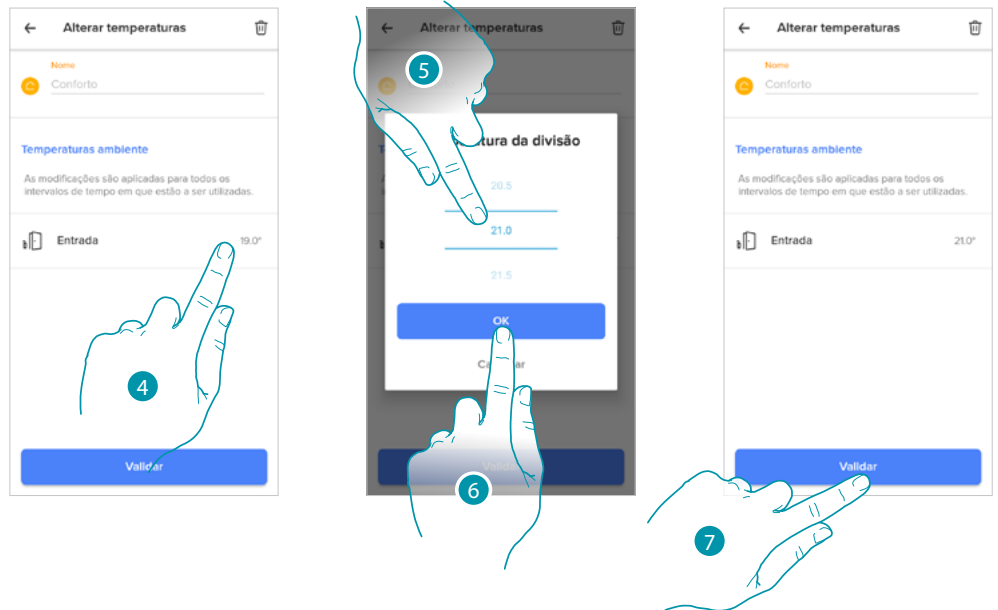 Alterar temperaturas
Nome
Conforto
Temperaturas ambiente
As modificações são aplicadas para todos os
intervalos de tempo em que estão a ser utilizadas.
Entrada
19.0°
4
Validar
Alterar temperaturas
5
da divisão
20.5
21.0
21.5
OK
6
Alterar temperaturas
Nome
Conforto
Temperaturas ambiente
As modificações são aplicadas para todos os
intervalos de tempo em que estão a ser utilizadas.
Entrada
21.0°
Validar
7